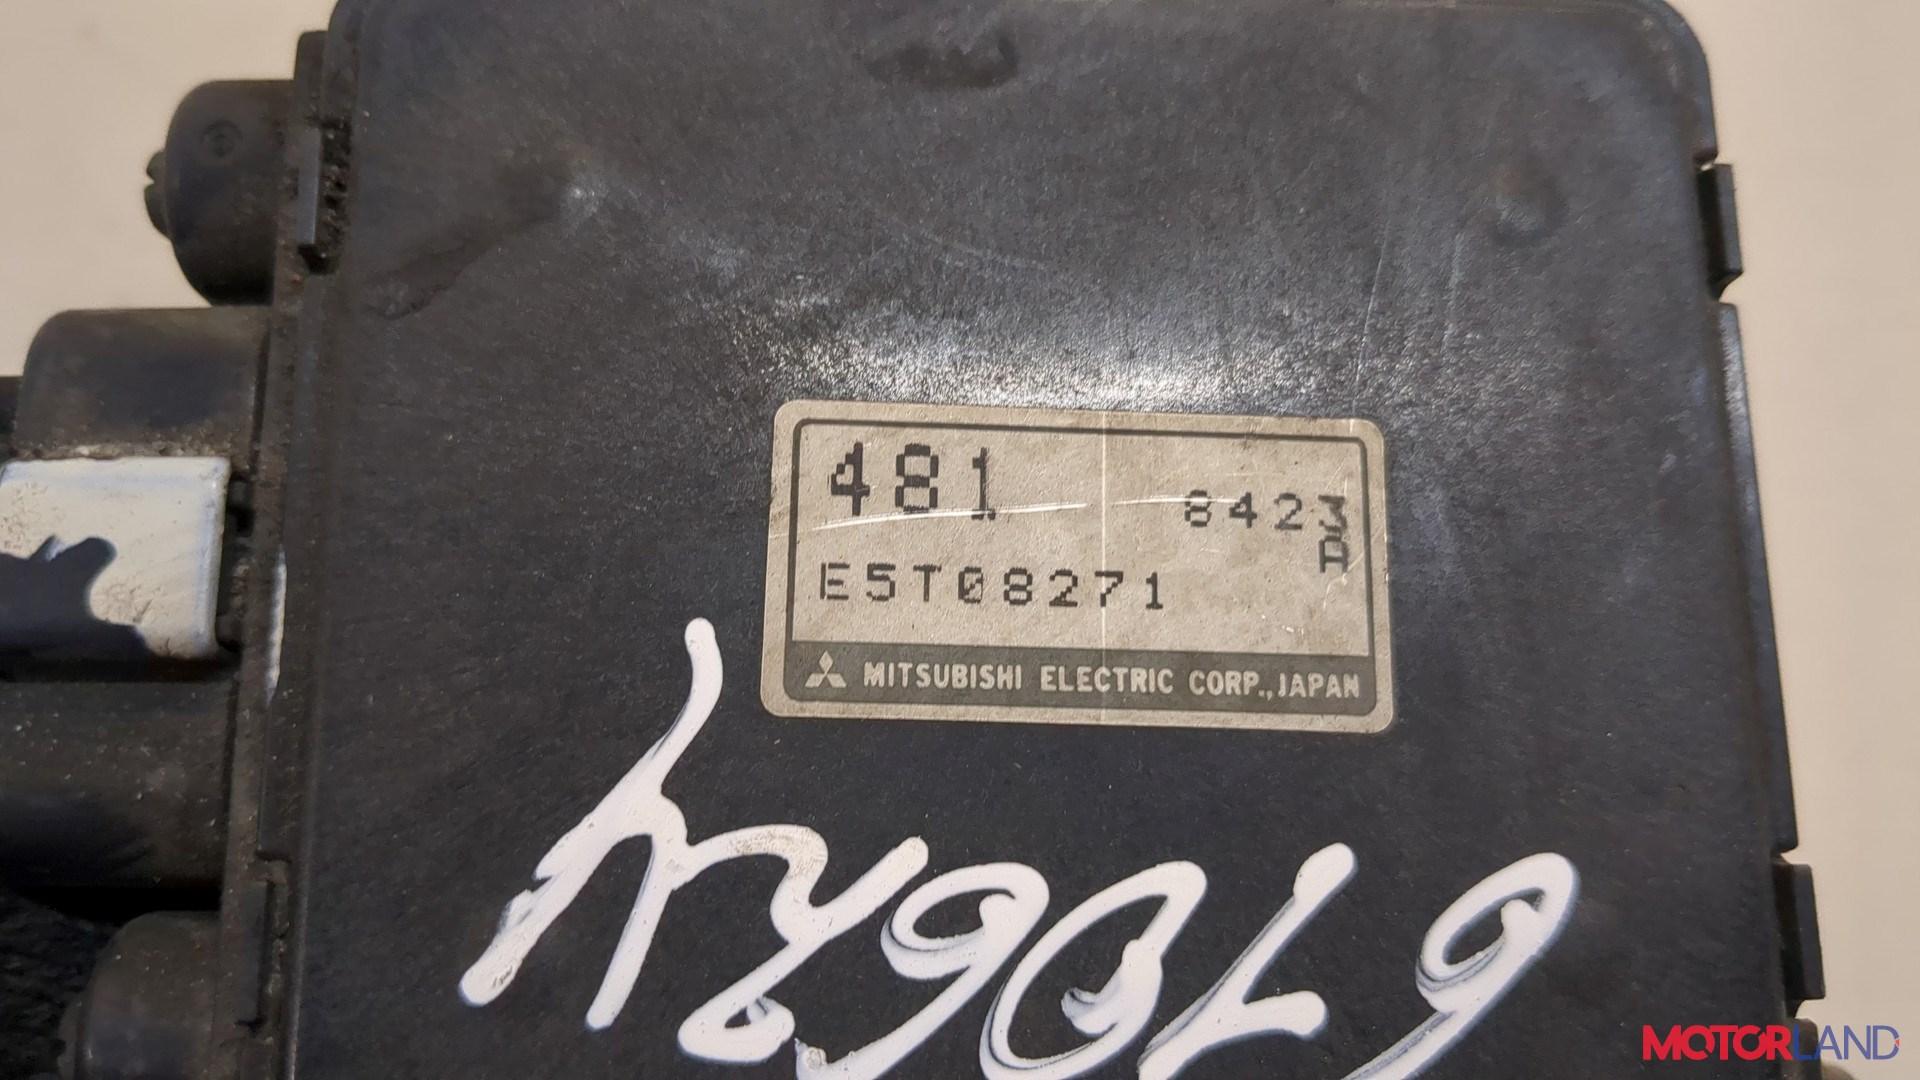 481
8423
A
E5T08271
MITSUBISHI ELECTRIC CORP., JAPAN
MOTORLAND